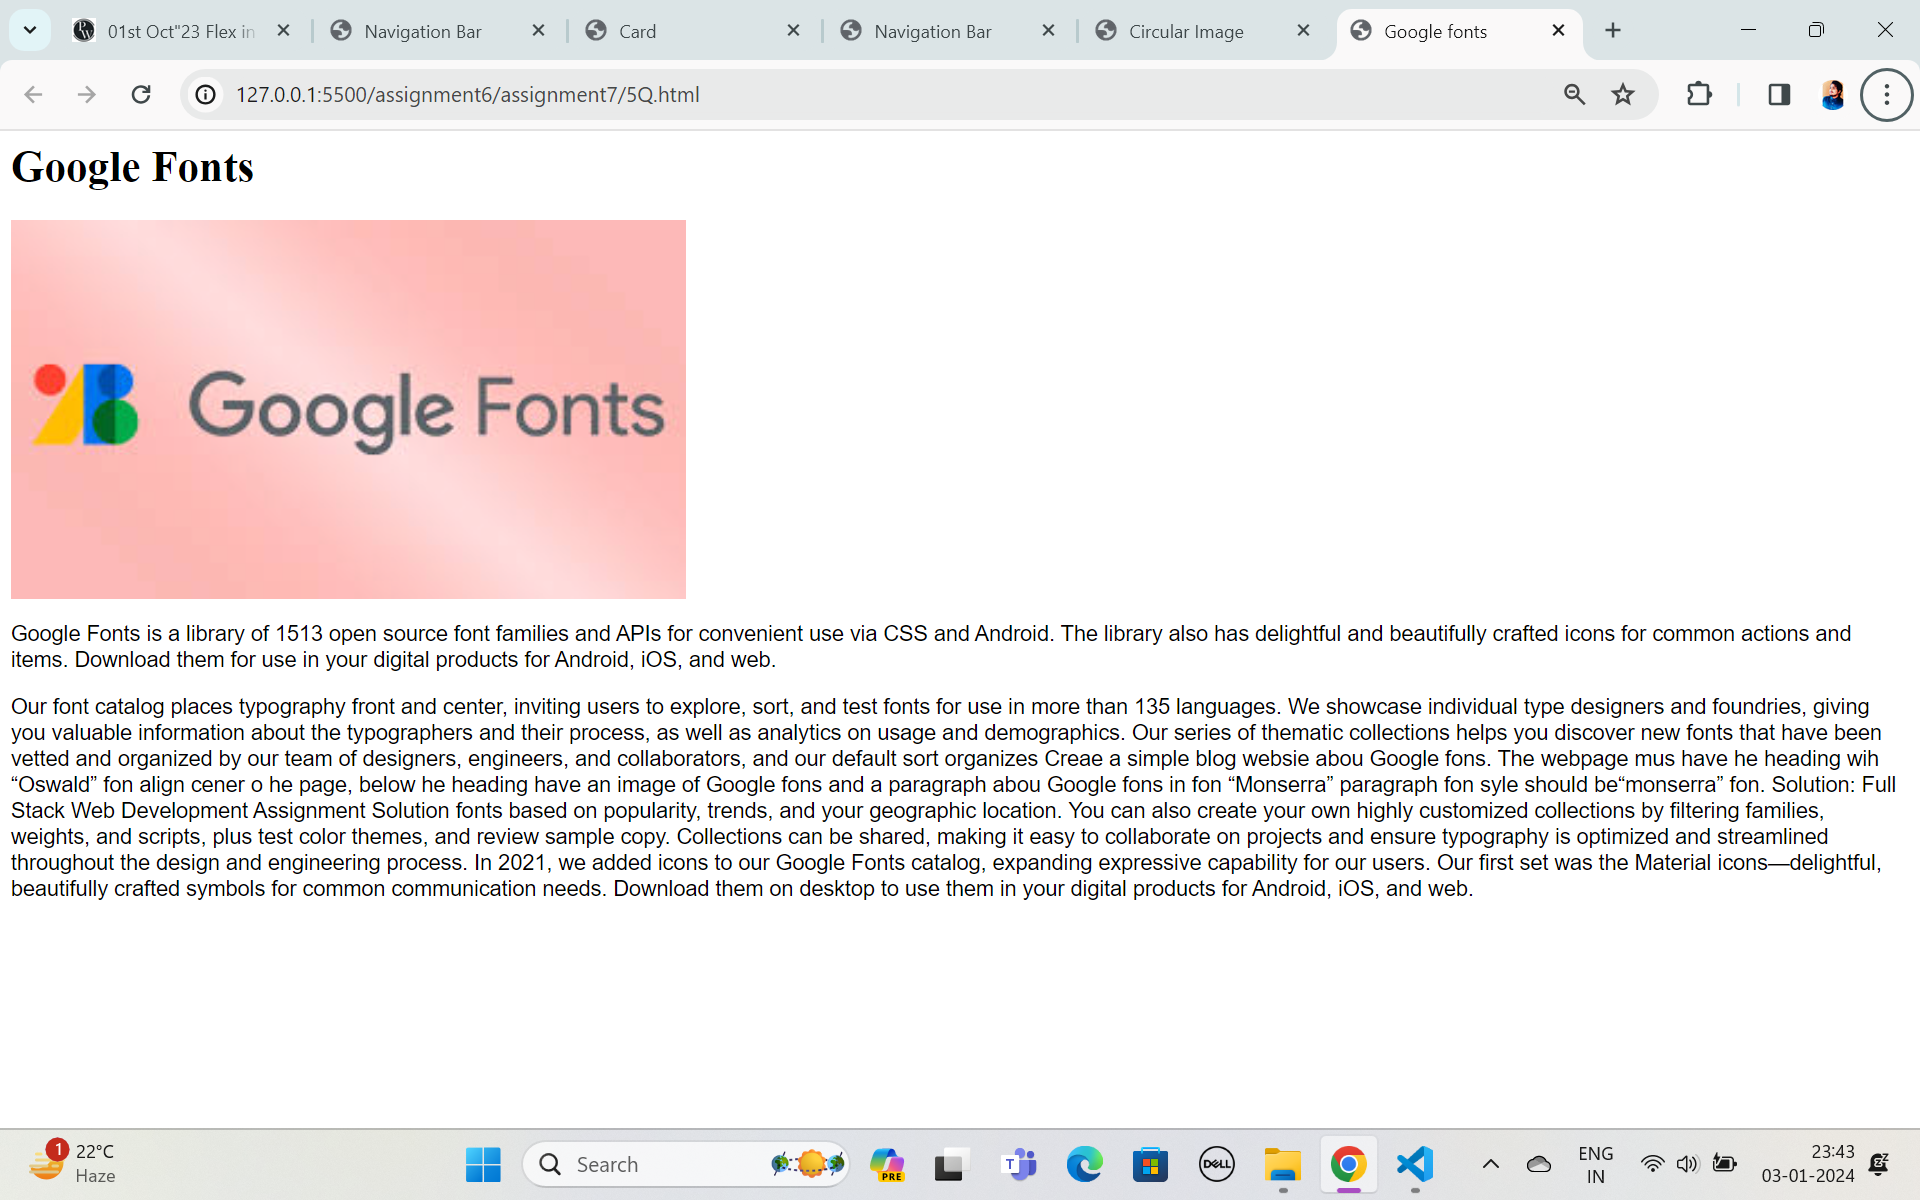 01st Oct"23 Flex in
Navigation Bar
Card
Navigation Bar
Circular Image
Google fonts
127.0.0.1:5500/assignment6/assignment7/5Q.html
Google Fonts
Google Fonts
Google Fonts is a library of 1513 open source font families and APIs for convenient use via CSS and Android. The library also has delightful and beautifully crafted icons for common actions and
items. Download them for use in your digital products for Android, iOS, and web.
Our font catalog places typography front and center, inviting users to explore, sort, and test fonts for use in more than 135 languages. We showcase individual type designers and foundries, giving
you valuable information about the typographers and their process, as well as analytics on usage and demographics. Our series of thematic collections helps you discover new fonts that have been
vetted and organized by our team of designers, engineers, and collaborators, and our default sort organizes Creae a simple blog websie abou Google fons. The webpage mus have he heading wih
“Oswald” fon align cener o he page, below he heading have an image of Google fons and a paragraph abou Google fons in fon “Monserra” paragraph fon syle should be“monserra” fon. Solution: Full
Stack Web Development Assignment Solution fonts based on popularity, trends, and your geographic location. You can also create your own highly customized collections by filtering families,
weights, and scripts, plus test color themes, and review sample copy. Collections can be shared, making it easy to collaborate on projects and ensure typography is optimized and streamlined
throughout the design and engineering process. In 2021, we added icons to our Google Fonts catalog, expanding expressive capability for our users. Our first set was the Material icons—delightful,
beautifully crafted symbols for common communication needs. Download them on desktop to use them in your digital products for Android, iOS, and web.
1
22°C
Haze
Search
PRE
T
DELL
ENG
IN
23:43
03-01-2024